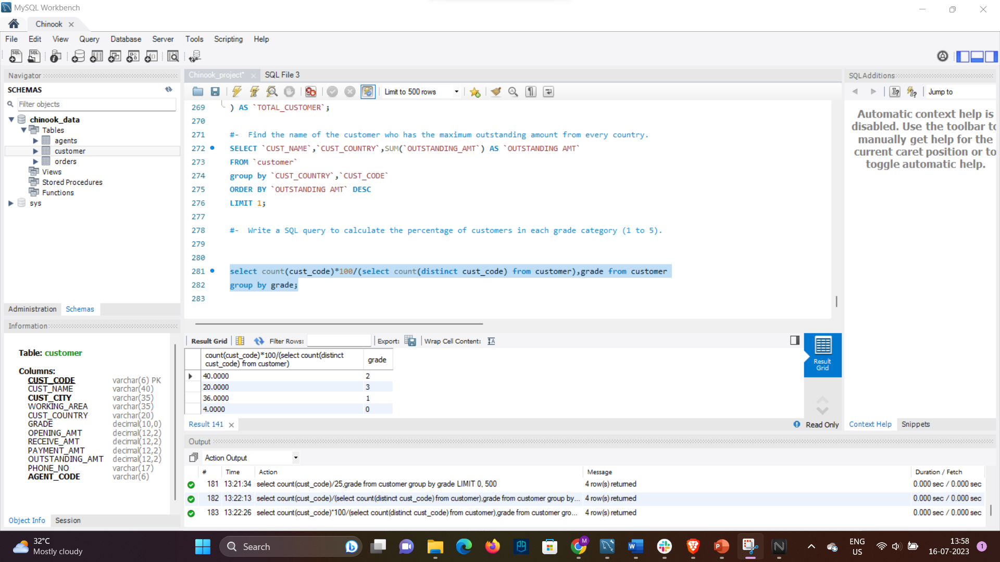 MySQL Workbench
Chinook
File Edit View Query Database Server Tools Scripting Help
Navigator
SCHEMAS
Filter objects
chinook_data
Tables
agents
customer
orders
Views
Stored Procedures
Functions
sys
Administration Schemas
Information
Table: customer
Columns:
CUST_CODE varchar(6) PK
CUST_NAME varchar(40)
CUST_CITY varchar(35)
WORKING_AREA varchar(35)
CUST_COUNTRY varchar(20)
GRADE decimal(10,0)
OPENING_AMT decimal(12,2)
RECEIVE_AMT decimal(12,2)
PAYMENT_AMT decimal(12,2)
OUTSTANDING_AMT decimal(12,2)
PHONE_NO varchar(17)
AGENT_CODE varchar(6)
Object Info Session
Chinook_project* SQL File 3
Limit to 500 rows
269 ) AS `TOTAL_CUSTOMER`;
270
271 #- Find the name of the customer who has the maximum outstanding amount from every country.
272 SELECT `CUST_NAME`,`CUST_COUNTRY`,SUM(`OUTSTANDING_AMT`) AS `OUTSTANDING AMT`
273 FROM `customer`
274 group by `CUST_COUNTRY`,`CUST_CODE`
275 ORDER BY `OUTSTANDING AMT` DESC
276 LIMIT 1;
277
278 #- Write a SQL query to calculate the percentage of customers in each grade category (1 to 5).
279
280
281 select count(cust_code)*100/(select count(distinct cust_code) from customer),grade from customer
282 group by grade;
283
Result Grid Filter Rows: Export: Wrap Cell Content:
count(cust_code)*100/(select count(distinct
cust_code) from customer) grade
40.0000 2
20.0000 3
36.0000 1
4.0000 0
Result
Grid
Result 141 Read Only
Output
Action Output
# Time Action Message Duration / Fetch
181 13:21:34 select count(cust_code)/25,grade from customer group by grade LIMIT 0, 500 4 row(s) returned 0.000 sec / 0.000 sec
182 13:22:13 select count(cust_code)/(select count(distinct cust_code) from customer),grade from customer group by... 4 row(s) returned 0.000 sec / 0.000 sec
183 13:22:26 select count(cust_code)*100/(select count(distinct cust_code) from customer),grade from customer gro... 4 row(s) returned 0.000 sec / 0.000 sec
SQLAdditions
Jump to
Automatic context help is
disabled. Use the toolbar to
manually get help for the
current caret position or to
toggle automatic help.
Context Help Snippets
32°C
Mostly cloudy
Search
ENG
US
13:58
16-07-2023
1